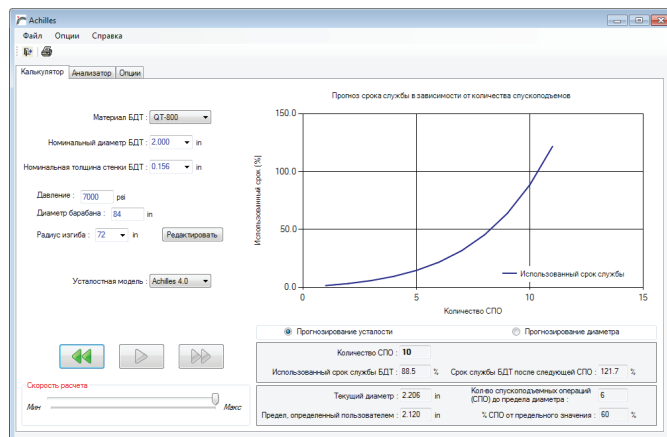 Achilles
Файл Опции Справка
Калькулятор Анализатор Опции
Материал БДТ : QT-800
Номинальный диаметр БДТ : 2.000 in
Номинальная толщина стенки БДТ : 0.156 in
Давление : 7000 psi
Диаметр барабана : 84 in
Радиус изгиба : 72 in Редактировать
Усталостная модель : Achilles 4.0
Скорость расчета
Мин Макс
Прогноз срока службы в зависимости от количества спускоподъемов
Использованный срок (%)
150.0
100.0
50.0
0.0
0 5 10 15
Использованный срок службы
Количество СПО
Прогнозирование усталости Прогнозирование диаметра
Количество СПО : 10
Использованный срок службы БДТ : 88.5 % Срок службы БДТ после следующей СПО : 121.7 %
Текущий диаметр : 2.206 in
Кол-во спускоподъемных операций
(СПО) до предела диаметра : 6
Предел, определенный пользователем : 2.120 in % СПО от предельного значения : 60 %